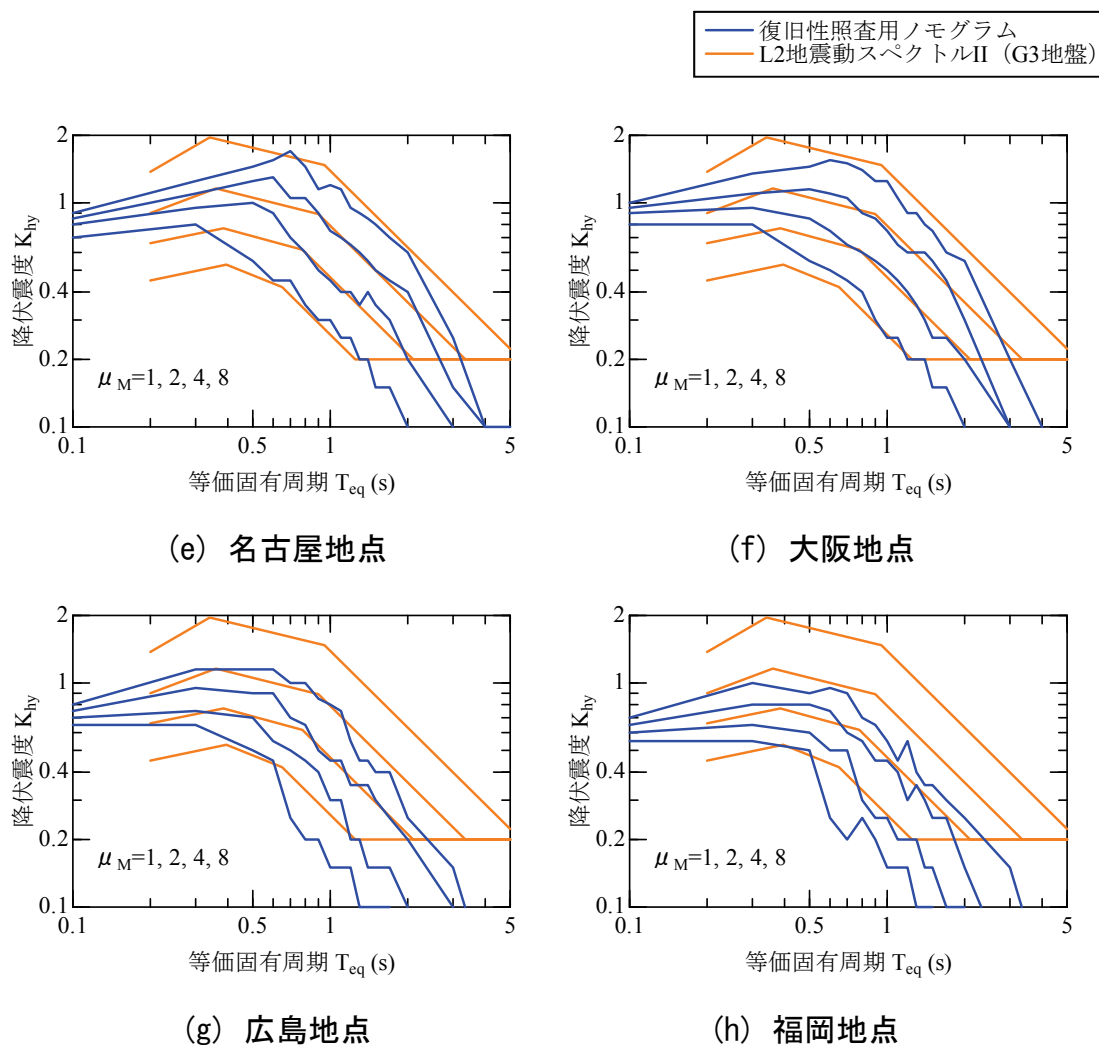 復旧性照査用ノモグラム
L2地震動スペクトルII（G3地盤）
2
1
0.4
0.2
0.1
降伏震度 Khy
μM=1, 2, 4, 8
0.1 0.5 1 5
等価固有周期 Teq (s)
(e) 名古屋地点
2
1
0.4
0.2
0.1
降伏震度 Khy
μM=1, 2, 4, 8
0.1 0.5 1 5
等価固有周期 Teq (s)
(f) 大阪地点
2
1
0.4
0.2
0.1
降伏震度 Khy
μM=1, 2, 4, 8
0.1 0.5 1 5
等価固有周期 Teq (s)
(g) 広島地点
2
1
0.4
0.2
0.1
降伏震度 Khy
μM=1, 2, 4, 8
0.1 0.5 1 5
等価固有周期 Teq (s)
(h) 福岡地点